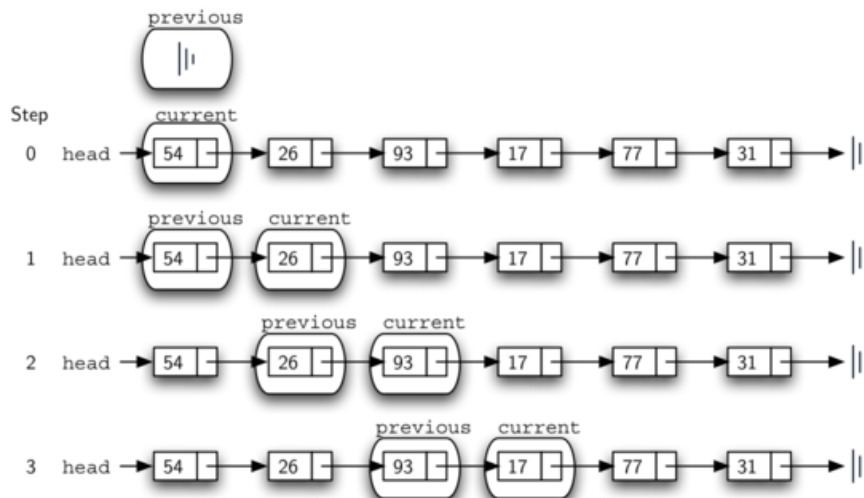 previous
Step current
0 head 54 26 93 17 77 31
previous current
1 head 54 26 93 17 77 31
previous current
2 head 54 26 93 17 77 31
previous current
3 head 54 26 93 17 77 31